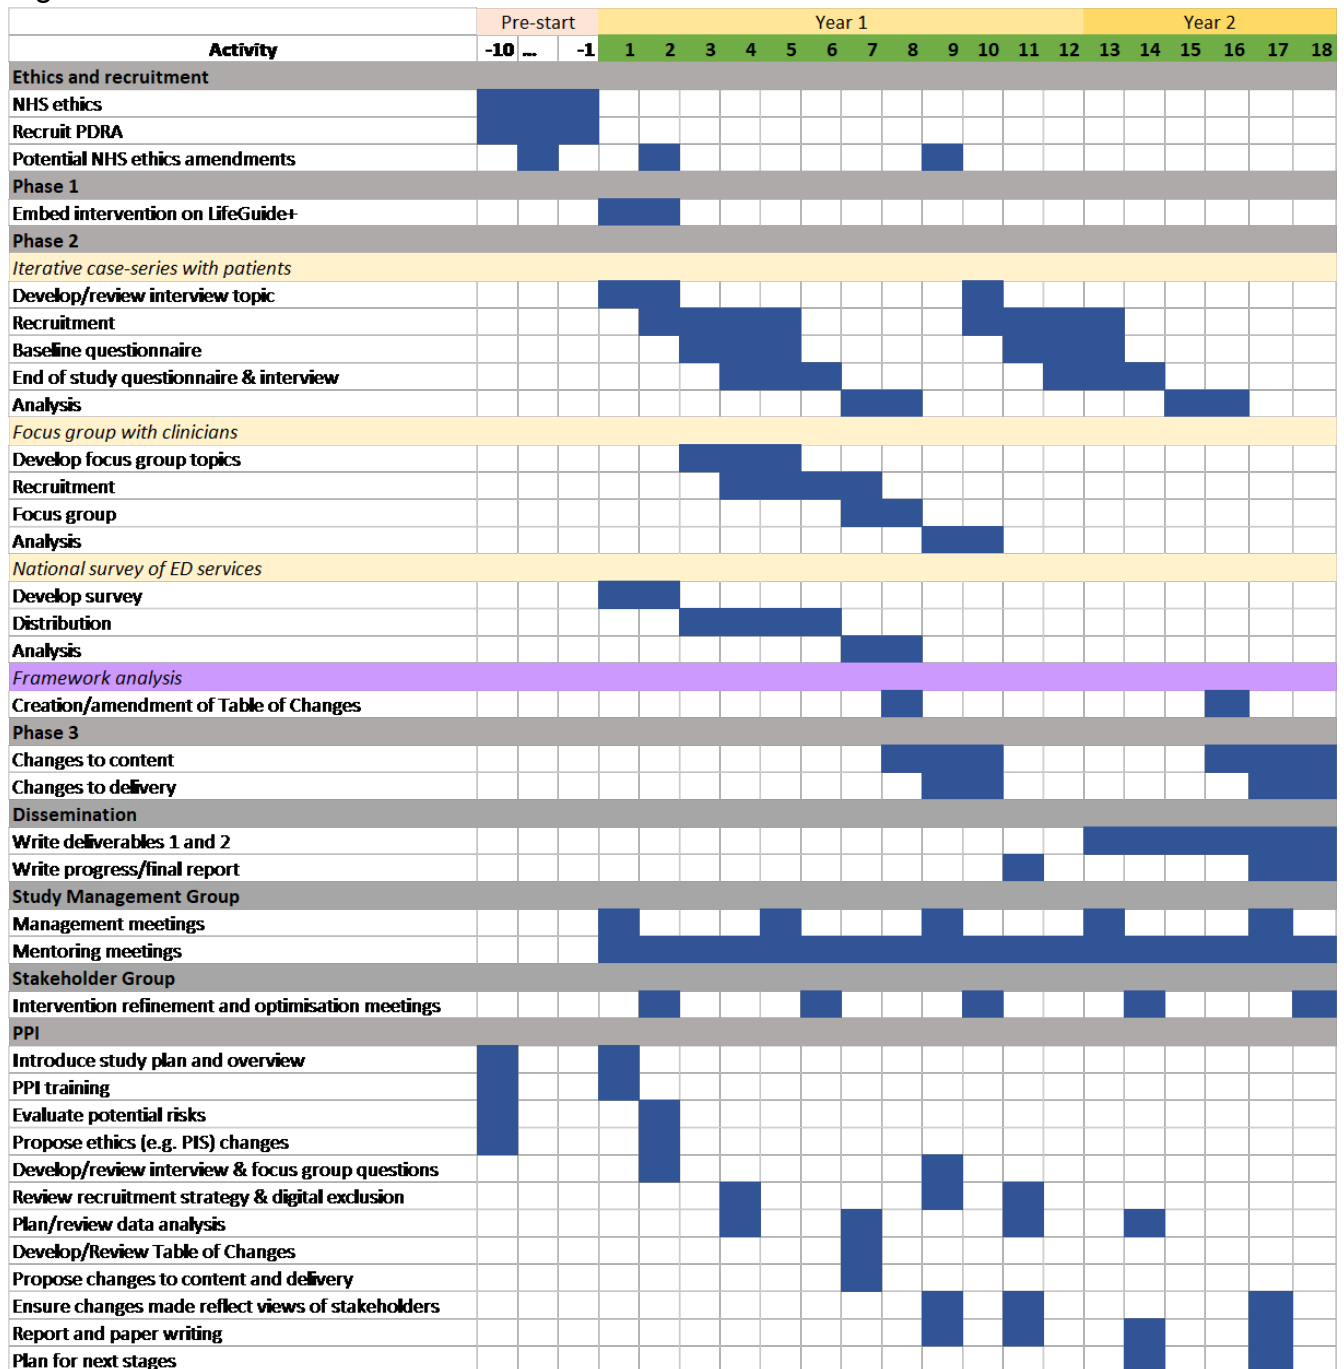 Pre-start Year 1 Year 2
Activity -10 ... -1 1 2 3 4 5 6 7 8 9 10 11 12 13 14 15 16 17 18
Ethics and recruitment
NHS ethics
Recruit PDRA
Potential NHS ethics amendments
Phase 1
Embed intervention on LifeGuide+
Phase 2
Iterative case-series with patients
Develop/review interview topic
Recruitment
Baseline questionnaire
End of study questionnaire & interview
Analysis
Focus group with clinicians
Develop focus group topics
Recruitment
Focus group
Analysis
National survey of ED services
Develop survey
Distribution
Analysis
Framework analysis
Creation/amendment of Table of Changes
Phase 3
Changes to content
Changes to delivery
Dissemination
Write deliverables 1 and 2
Write progress/final report
Study Management Group
Management meetings
Mentoring meetings
Stakeholder Group
Intervention refinement and optimisation meetings
PPI
Introduce study plan and overview
PPI training
Evaluate potential risks
Propose ethics (e.g. PIS) changes
Develop/review interview & focus group questions
Review recruitment strategy & digital exclusion
Plan/review data analysis
Develop/Review Table of Changes
Propose changes to content and delivery
Ensure changes made reflect views of stakeholders
Report and paper writing
Plan for next stages